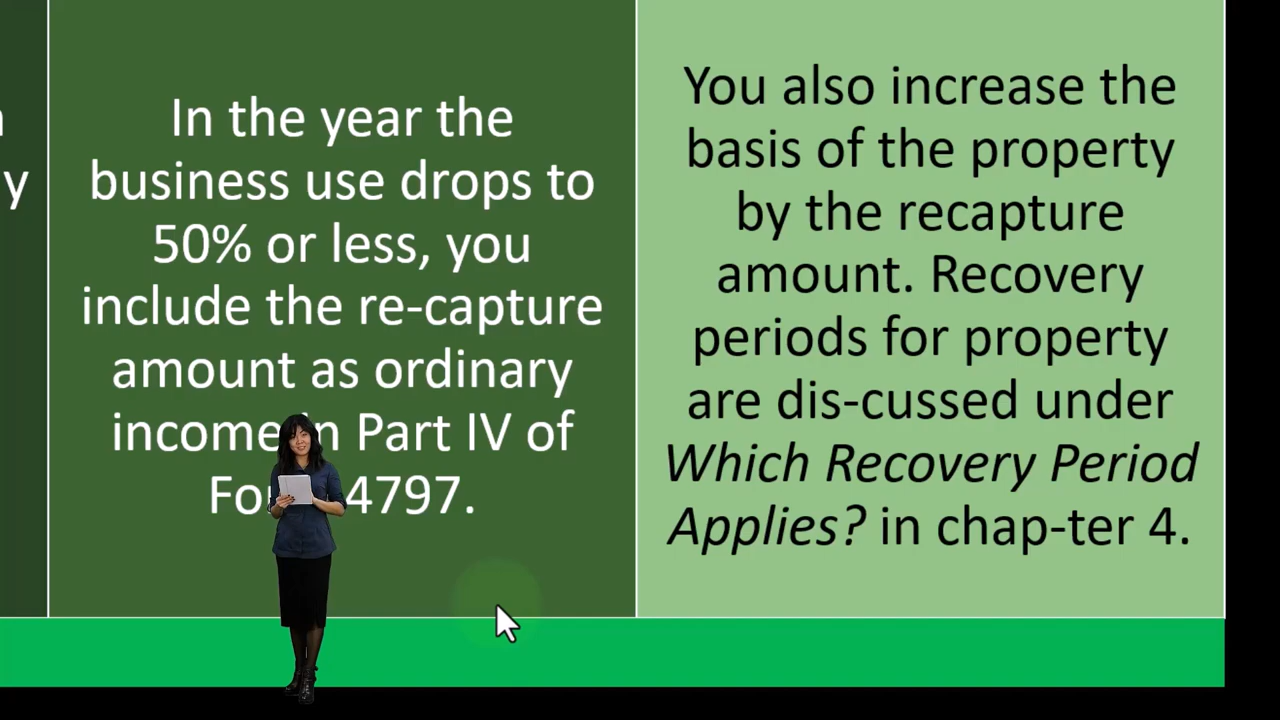 y
In the year the
business use drops to
50% or less, you
include the re-capture
amount as ordinary
income in Part IV of
4797.
You also increase the
basis of the property
by the recapture
amount. Recovery
periods for property
are dis-cussed under
Which Recovery Period
Applies? in chap-ter 4.